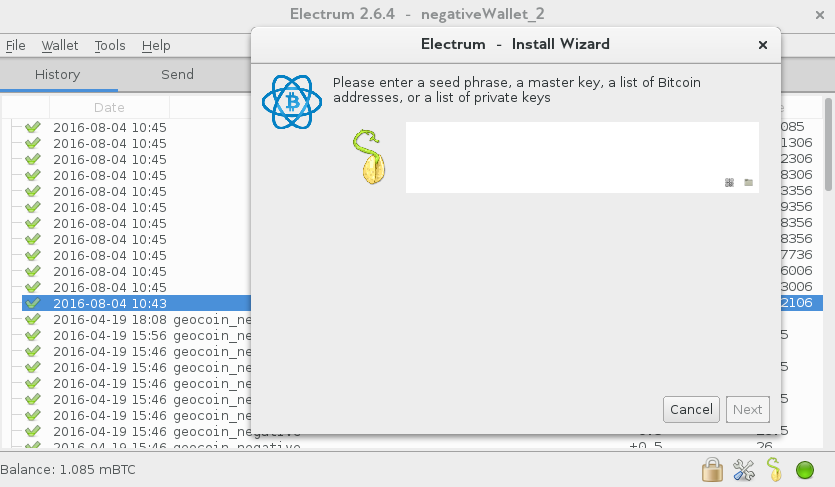 Electrum 2.6.4 - negativeWallet_2
File Wallet Tools Help
History Send
Date
Electrum - Install Wizard
Please enter a seed phrase, a master key, a list of Bitcoin
addresses, or a list of private keys
Cancel Next
2016-08-04 10:45 085
2016-08-04 10:45 1306
2016-08-04 10:45 2306
2016-08-04 10:45 8306
2016-08-04 10:45 3356
2016-08-04 10:45 9356
2016-08-04 10:45 8356
2016-08-04 10:45 8356
2016-08-04 10:45 7736
2016-08-04 10:45 6006
2016-08-04 10:45 3006
2016-08-04 10:43 2106
2016-04-19 18:08 geocoin_ne
2016-04-19 15:56 geocoin_ne 5
2016-04-19 15:46 geocoin_ne
2016-04-19 15:46 geocoin_ne 5
2016-04-19 15:46 geocoin_ne
2016-04-19 15:46 geocoin_ne 5
2016-04-19 15:46 geocoin_ne
2016-04-19 15:46 geocoin_negative
2016-04-19 15:46 geocoin_negative +0.5 26
Balance: 1.085 mBTC